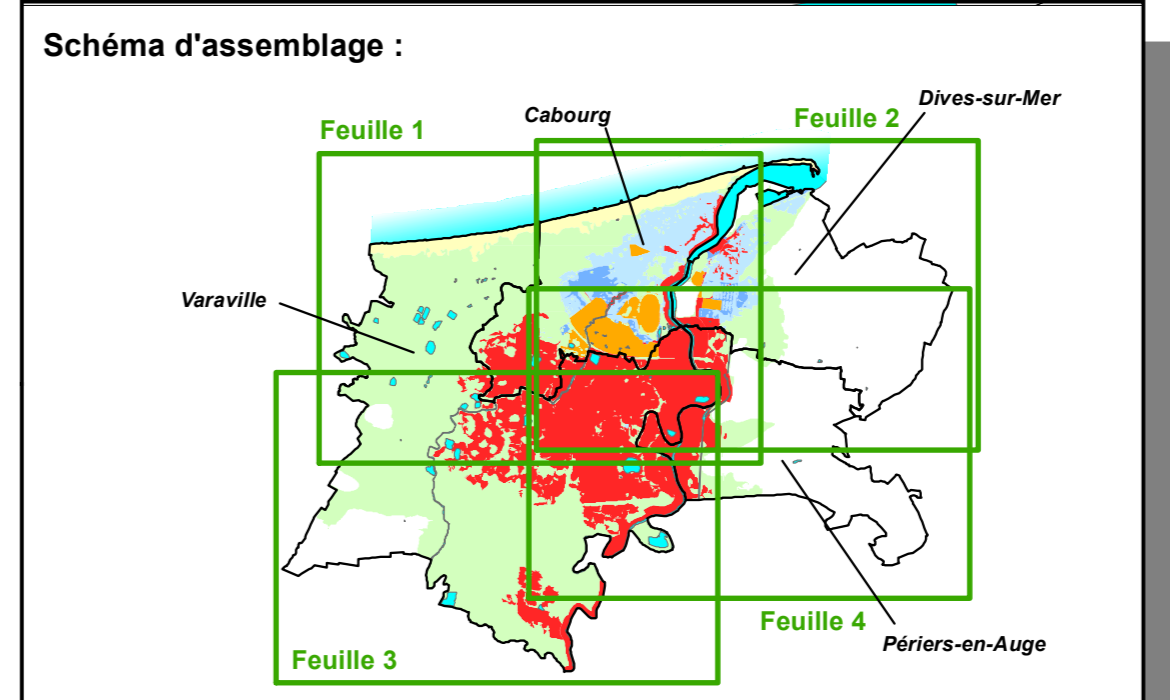 Schéma d'assemblage :
Dives-sur-Mer
Cabourg
Feuille 2
Feuille 1
Varaville
Feuille 4
Périers-en-Auge
Feuille 3